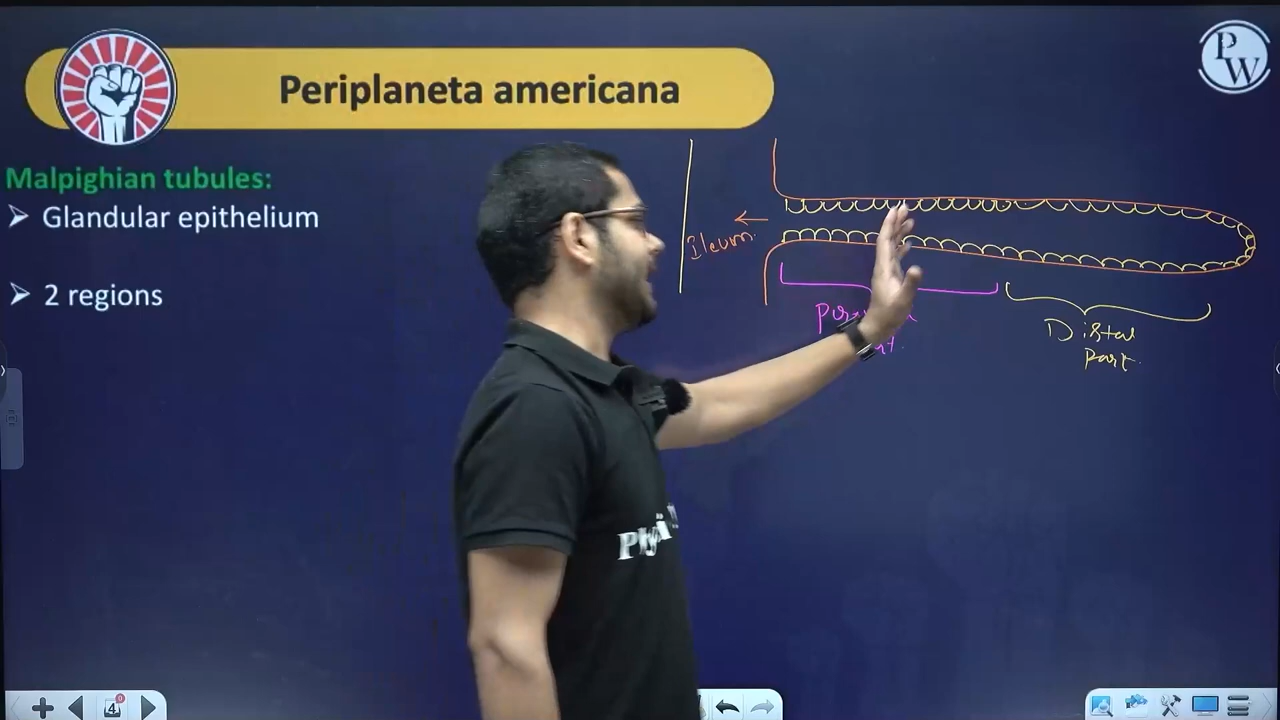 Periplaneta americana
PW
Malpighian tubules:
➢ Glandular epithelium
➢ 2 regions
Ileum.
Distal
Part.
4